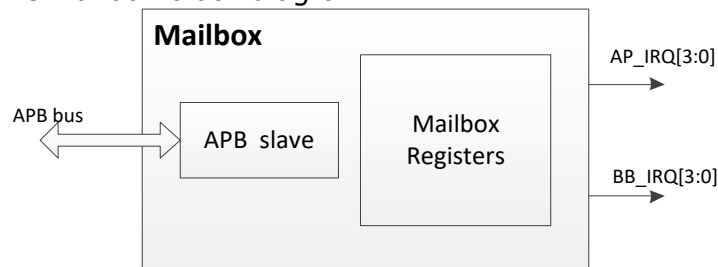 Mailbox
AP_IRQ[3:0]
APB bus
APB slave
Mailbox
Registers
BB_IRQ[3:0]